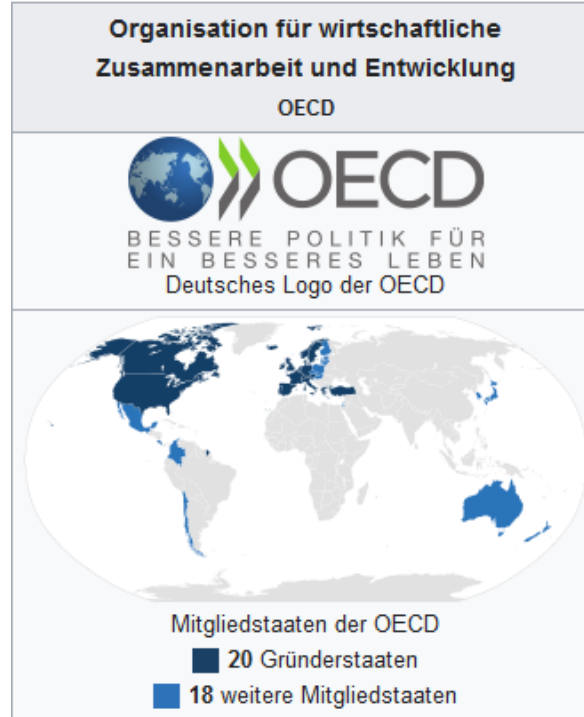 Organisation für wirtschaftliche
Zusammenarbeit und Entwicklung
OECD
OECD
BESSERE POLITIK FÜR
EIN BESSERES LEBEN
Deutsches Logo der OECD
Mitgliedstaaten der OECD
20 Gründerstaaten
18 weitere Mitgliedstaaten